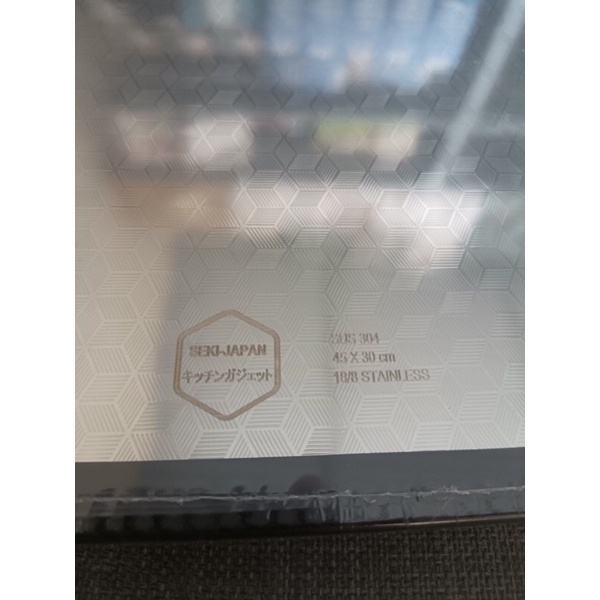 SEKI-JAPAN
キッチンガジェット
SUS 304
45 X 30 cm
18/8 STAINLESS